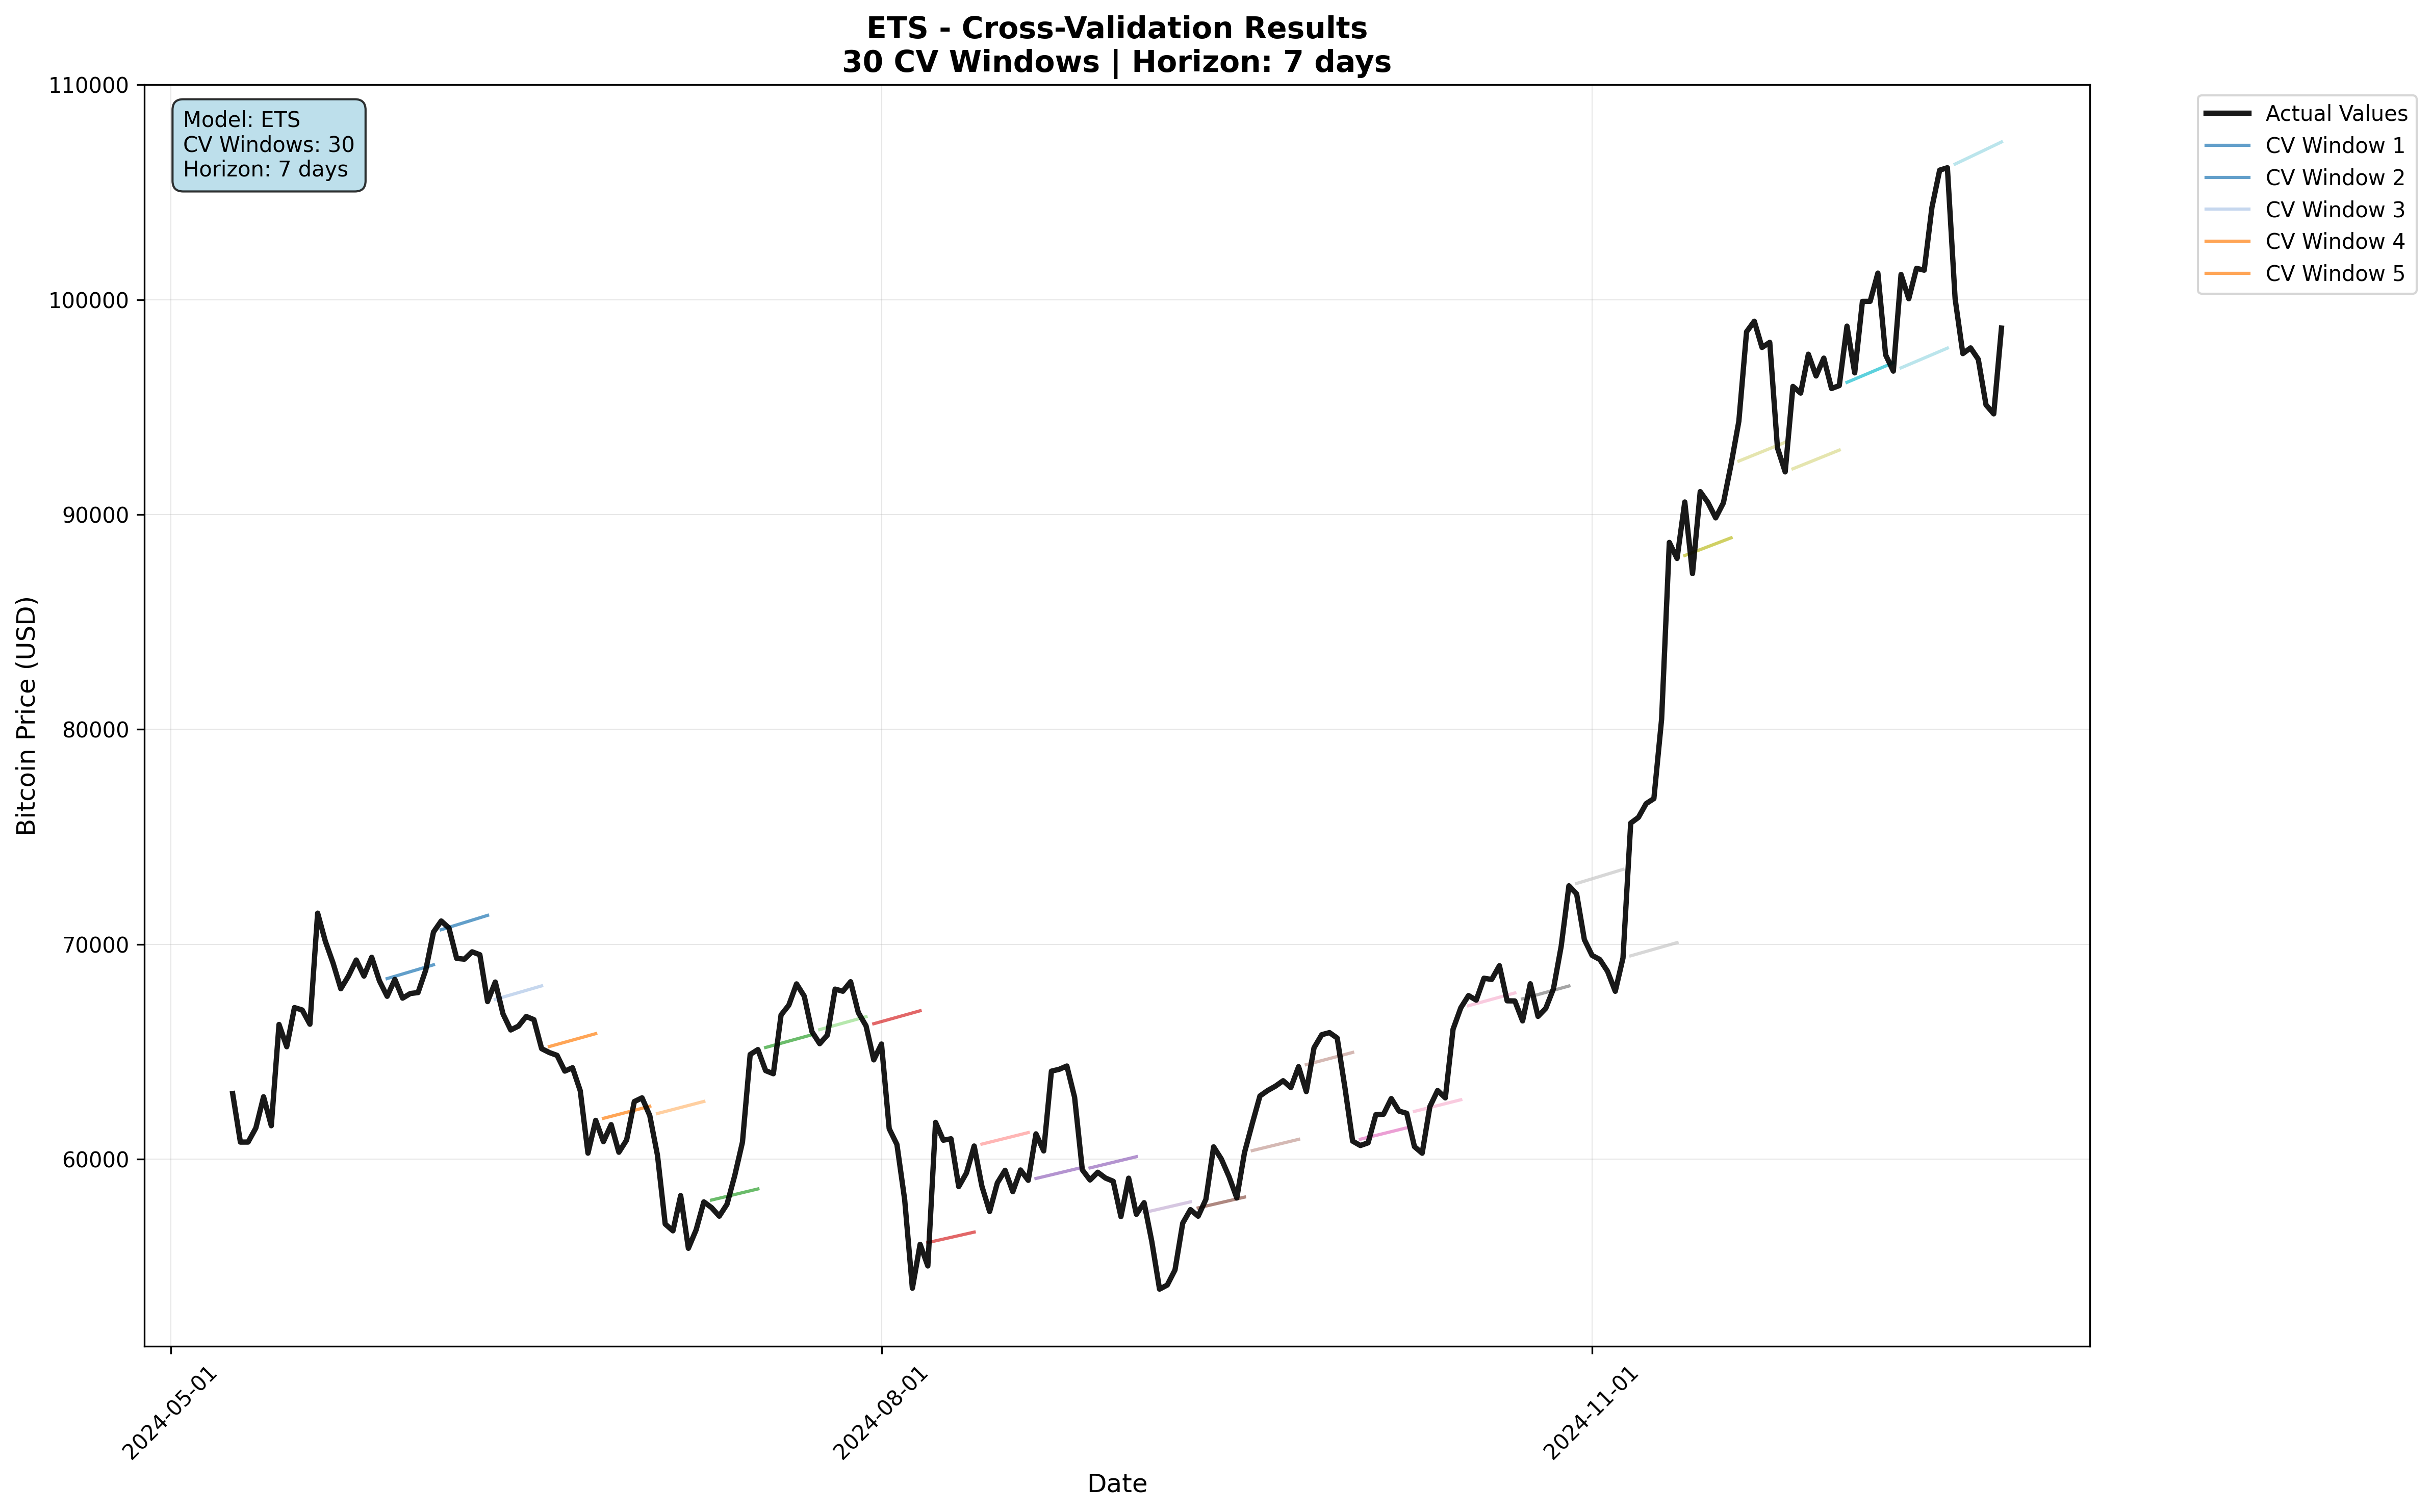 ETS - Cross-Validation Results
30 CV Windows | Horizon: 7 days
Model: ETS
CV Windows: 30
Horizon: 7 days
Actual Values
CV Window 1
CV Window 2
CV Window 3
CV Window 4
CV Window 5
Bitcoin Price (USD)
110000
100000
90000
80000
70000
60000
2024-05-01
2024-08-01
2024-11-01
Date